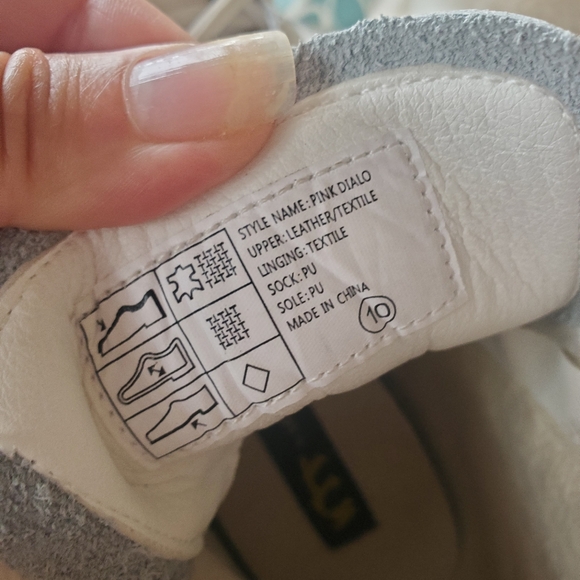 STYLE NAME: PINK DIALO
UPPER: LEATHER/TEXTILE
LINGING: TEXTILE
SOCK: PU
SOLE: PU
MADE IN CHINA
10